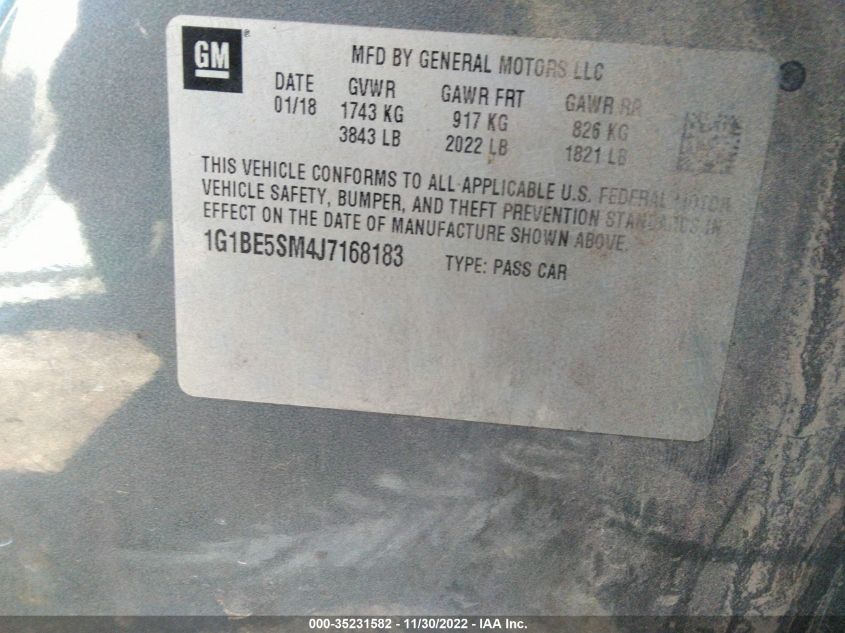 GM
MFD BY GENERAL MOTORS LLC
DATE GVWR GAWR FRT GAWR RR
01/18 1743 KG 917 KG 826 KG
3843 LB 2022 LB 1821 LB
THIS VEHICLE CONFORMS TO ALL APPLICABLE U.S. FEDERAL MOTOR
VEHICLE SAFETY, BUMPER, AND THEFT PREVENTION STANDARDS IN
EFFECT ON THE DATE OF MANUFACTURE SHOWN ABOVE.
1G1BE5SM4J7168183 TYPE: PASS CAR
000-35231582 - 11/30/2022 - IAA Inc.